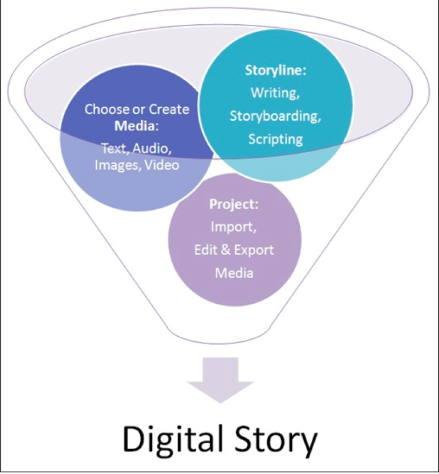 Storyline:
Writing,
Storyboarding,
Scripting
Choose or Create
Media:
Text, Audio,
Images, Video
Project:
Import,
Edit & Export
Media
Digital Story